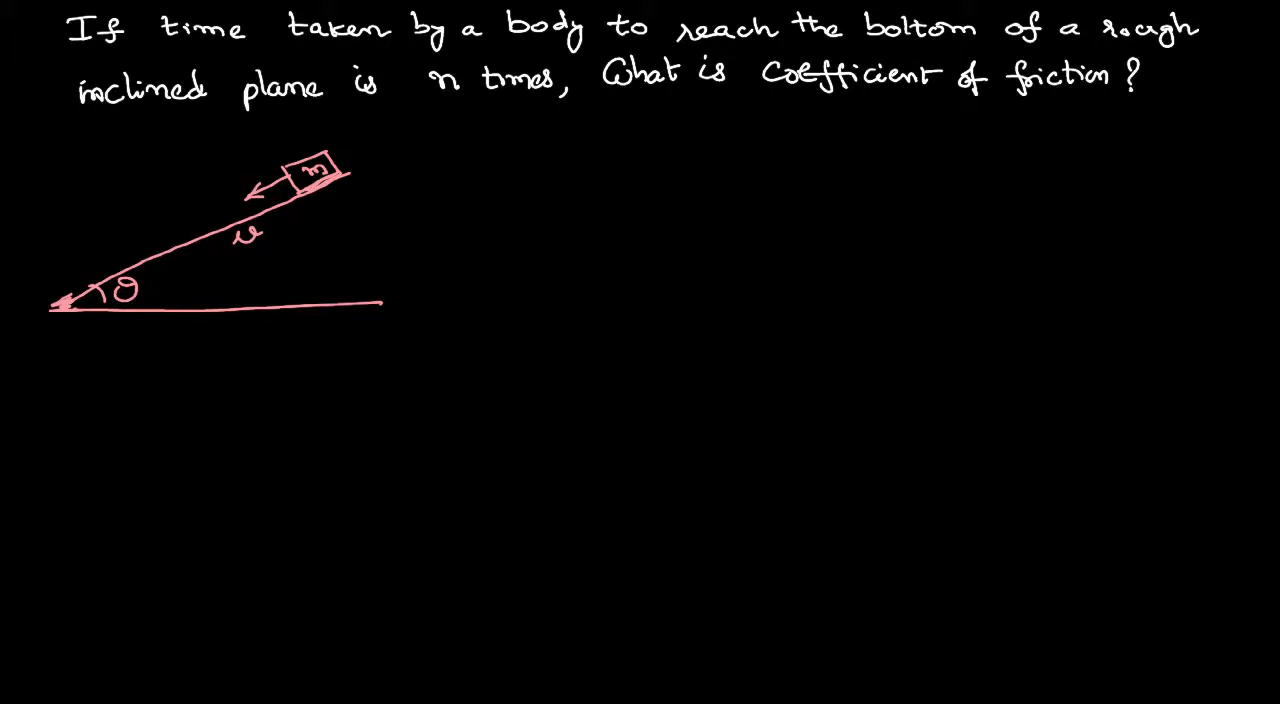 If time taken by a body to reach the bottom of a rough
inclined plane is n times, What is coefficient of friction?
m
θ